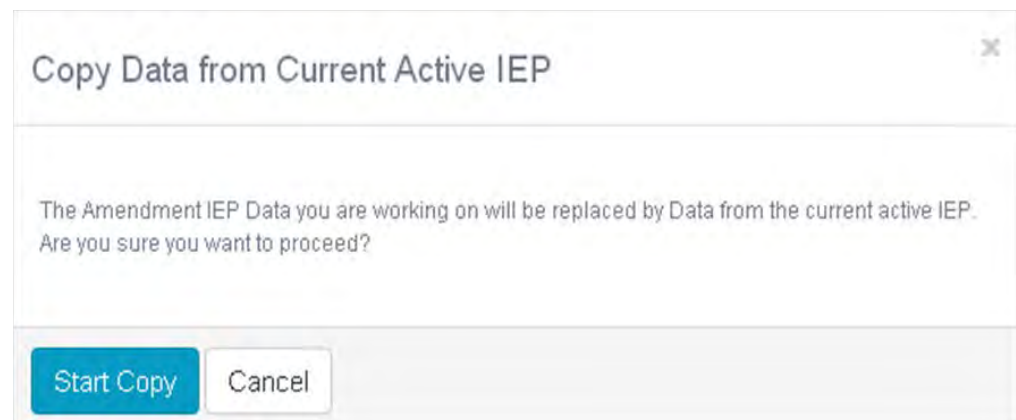 Copy Data from Current Active IEP
×
The Amendment IEP Data you are working on will be replaced by Data from the current active IEP.
Are you sure you want to proceed?
Start Copy Cancel